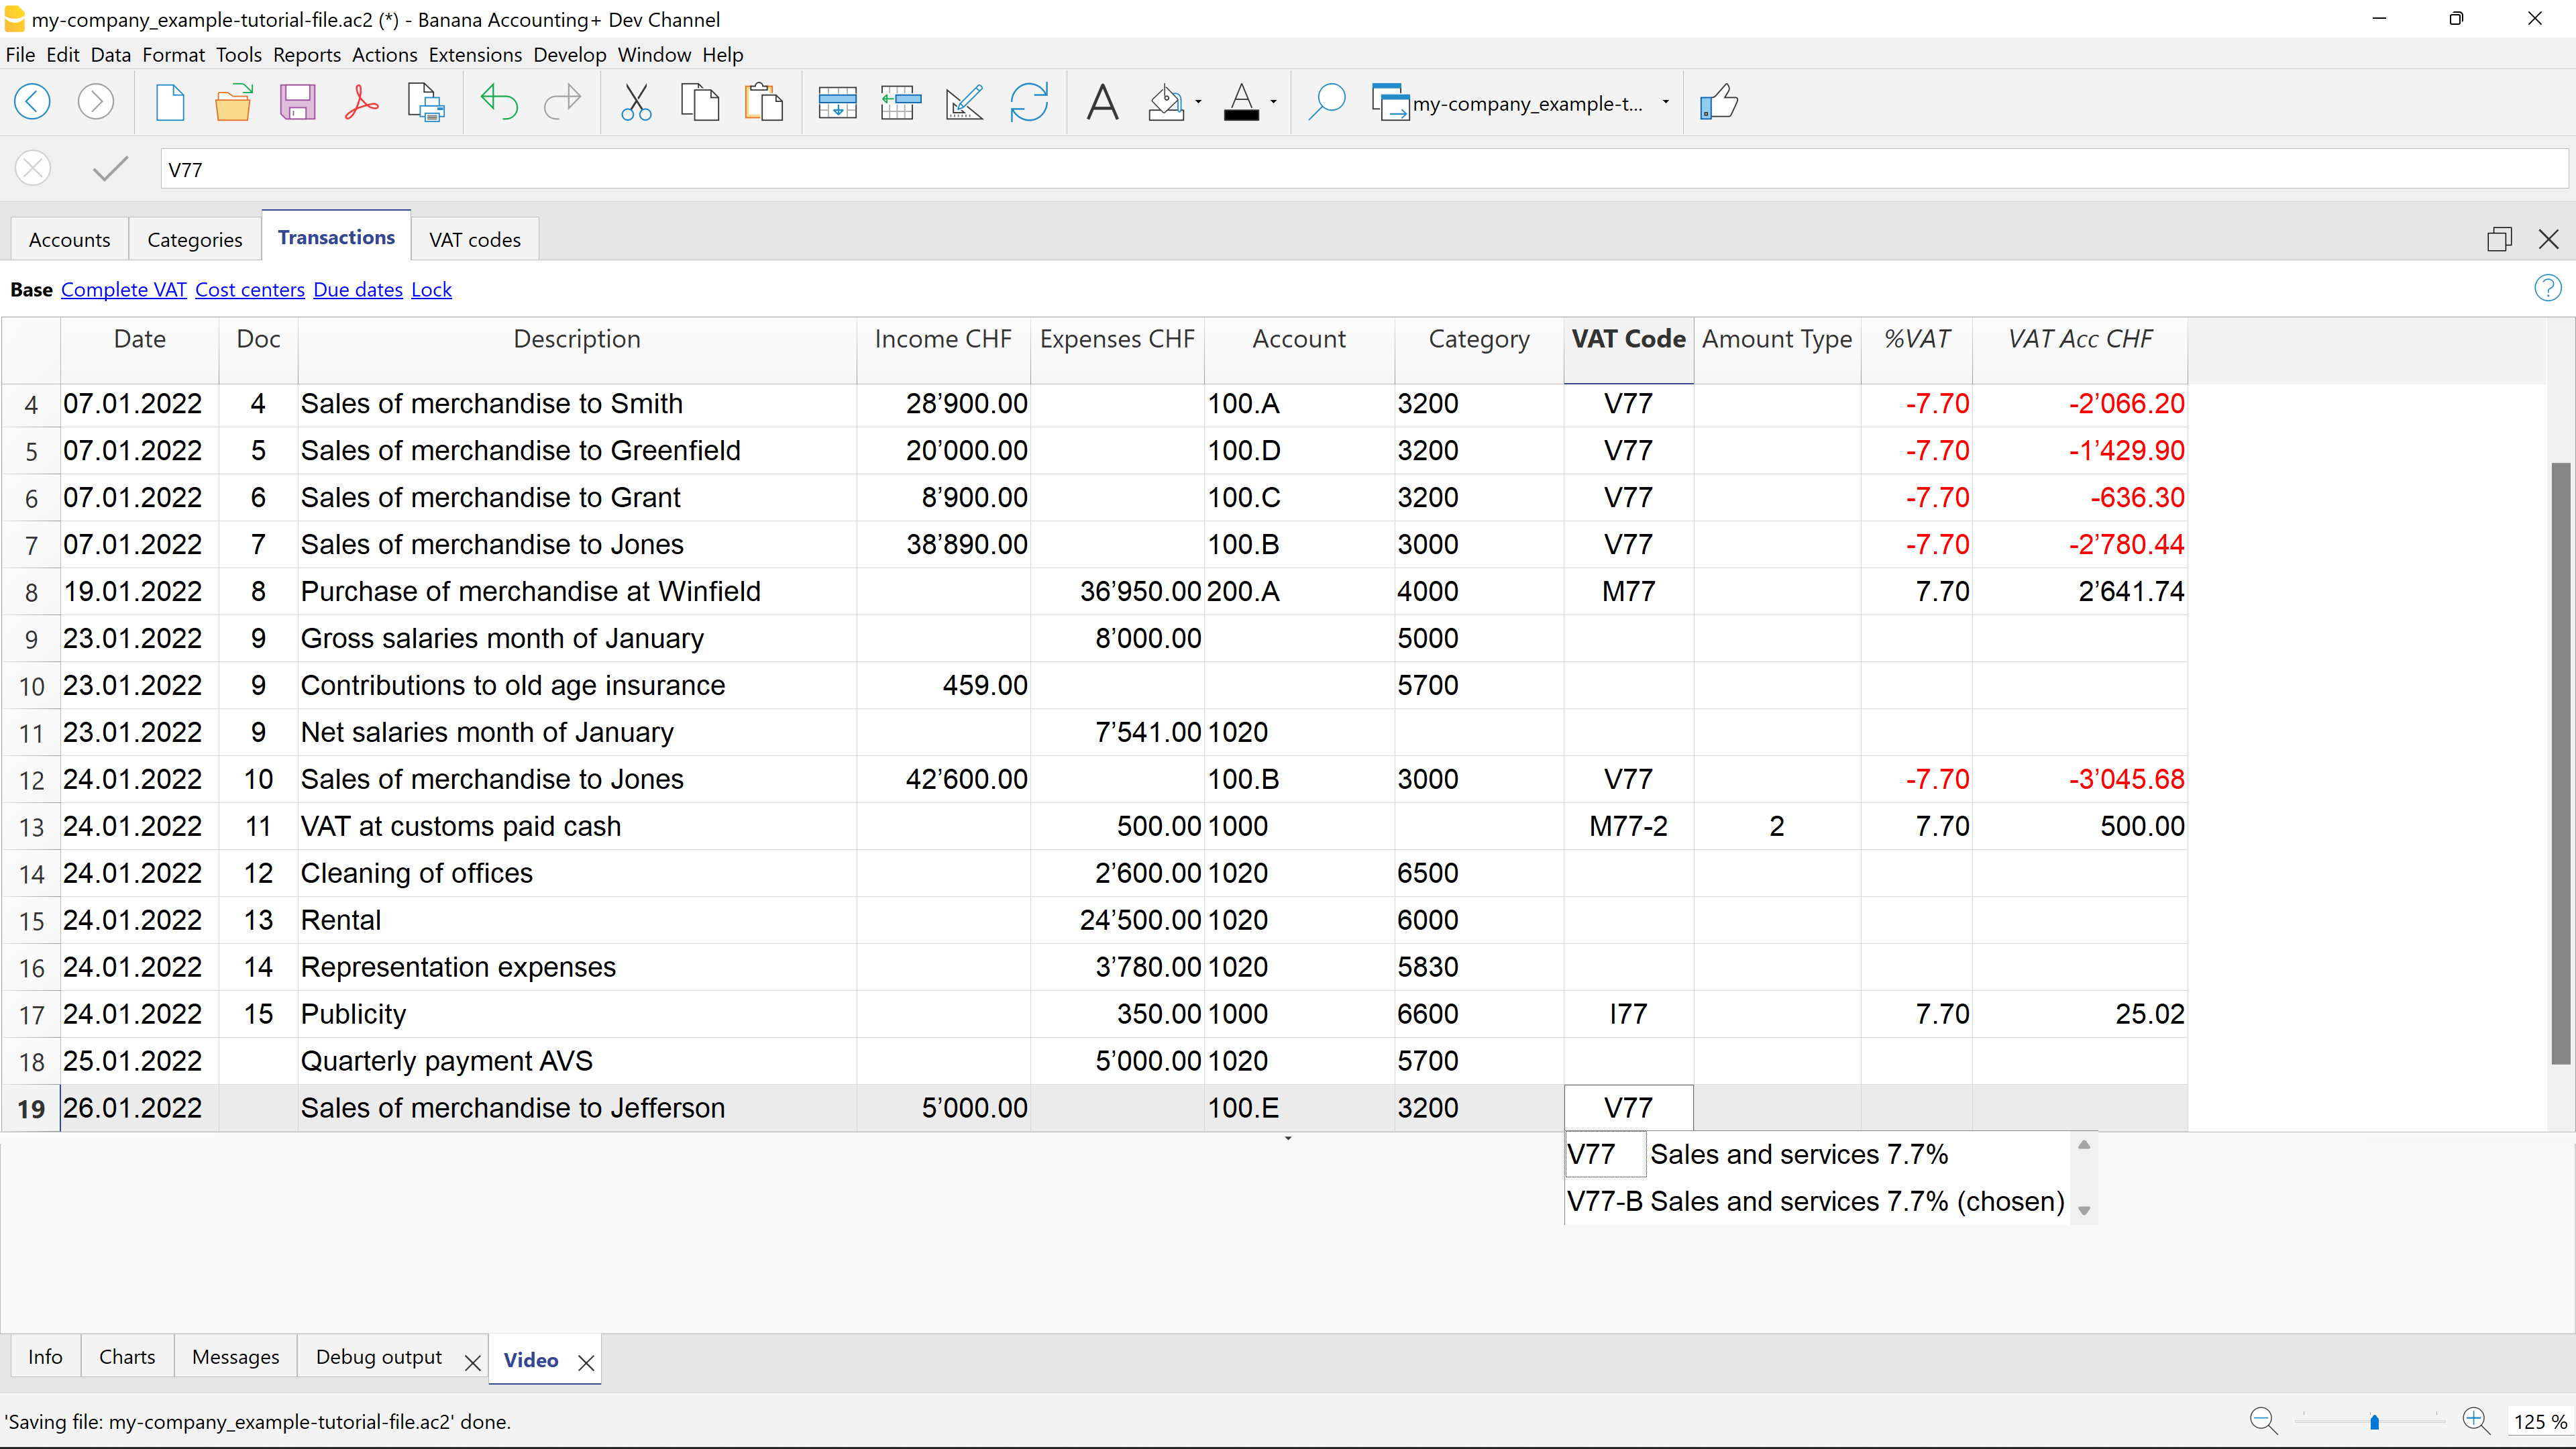 my-company_example-tutorial-file.ac2 (*) - Banana Accounting+ Dev Channel
File Edit Data Format Tools Reports Actions Extensions Develop Window Help
my-company_example-t...
V77
Accounts Categories Transactions VAT codes
Base Complete VAT Cost centers Due dates Lock
Date Doc Description Income CHF Expenses CHF Account Category VAT Code Amount Type %VAT VAT Acc CHF
4 07.01.2022 4 Sales of merchandise to Smith 28’900.00 100.A 3200 V77 -7.70 -2’066.20
5 07.01.2022 5 Sales of merchandise to Greenfield 20’000.00 100.D 3200 V77 -7.70 -1’429.90
6 07.01.2022 6 Sales of merchandise to Grant 8’900.00 100.C 3200 V77 -7.70 -636.30
7 07.01.2022 7 Sales of merchandise to Jones 38’890.00 100.B 3000 V77 -7.70 -2’780.44
8 19.01.2022 8 Purchase of merchandise at Winfield 36’950.00 200.A 4000 M77 7.70 2’641.74
9 23.01.2022 9 Gross salaries month of January 8’000.00 5000
10 23.01.2022 9 Contributions to old age insurance 459.00 5700
11 23.01.2022 9 Net salaries month of January 7’541.00 1020
12 24.01.2022 10 Sales of merchandise to Jones 42’600.00 100.B 3000 V77 -7.70 -3’045.68
13 24.01.2022 11 VAT at customs paid cash 500.00 1000 M77-2 2 7.70 500.00
14 24.01.2022 12 Cleaning of offices 2’600.00 1020 6500
15 24.01.2022 13 Rental 24’500.00 1020 6000
16 24.01.2022 14 Representation expenses 3’780.00 1020 5830
17 24.01.2022 15 Publicity 350.00 1000 6600 I77 7.70 25.02
18 25.01.2022 Quarterly payment AVS 5’000.00 1020 5700
19 26.01.2022 Sales of merchandise to Jefferson 5’000.00 100.E 3200 V77
V77 Sales and services 7.7%
V77-B Sales and services 7.7% (chosen)
Info Charts Messages Debug output Video
'Saving file: my-company_example-tutorial-file.ac2' done.
125 %